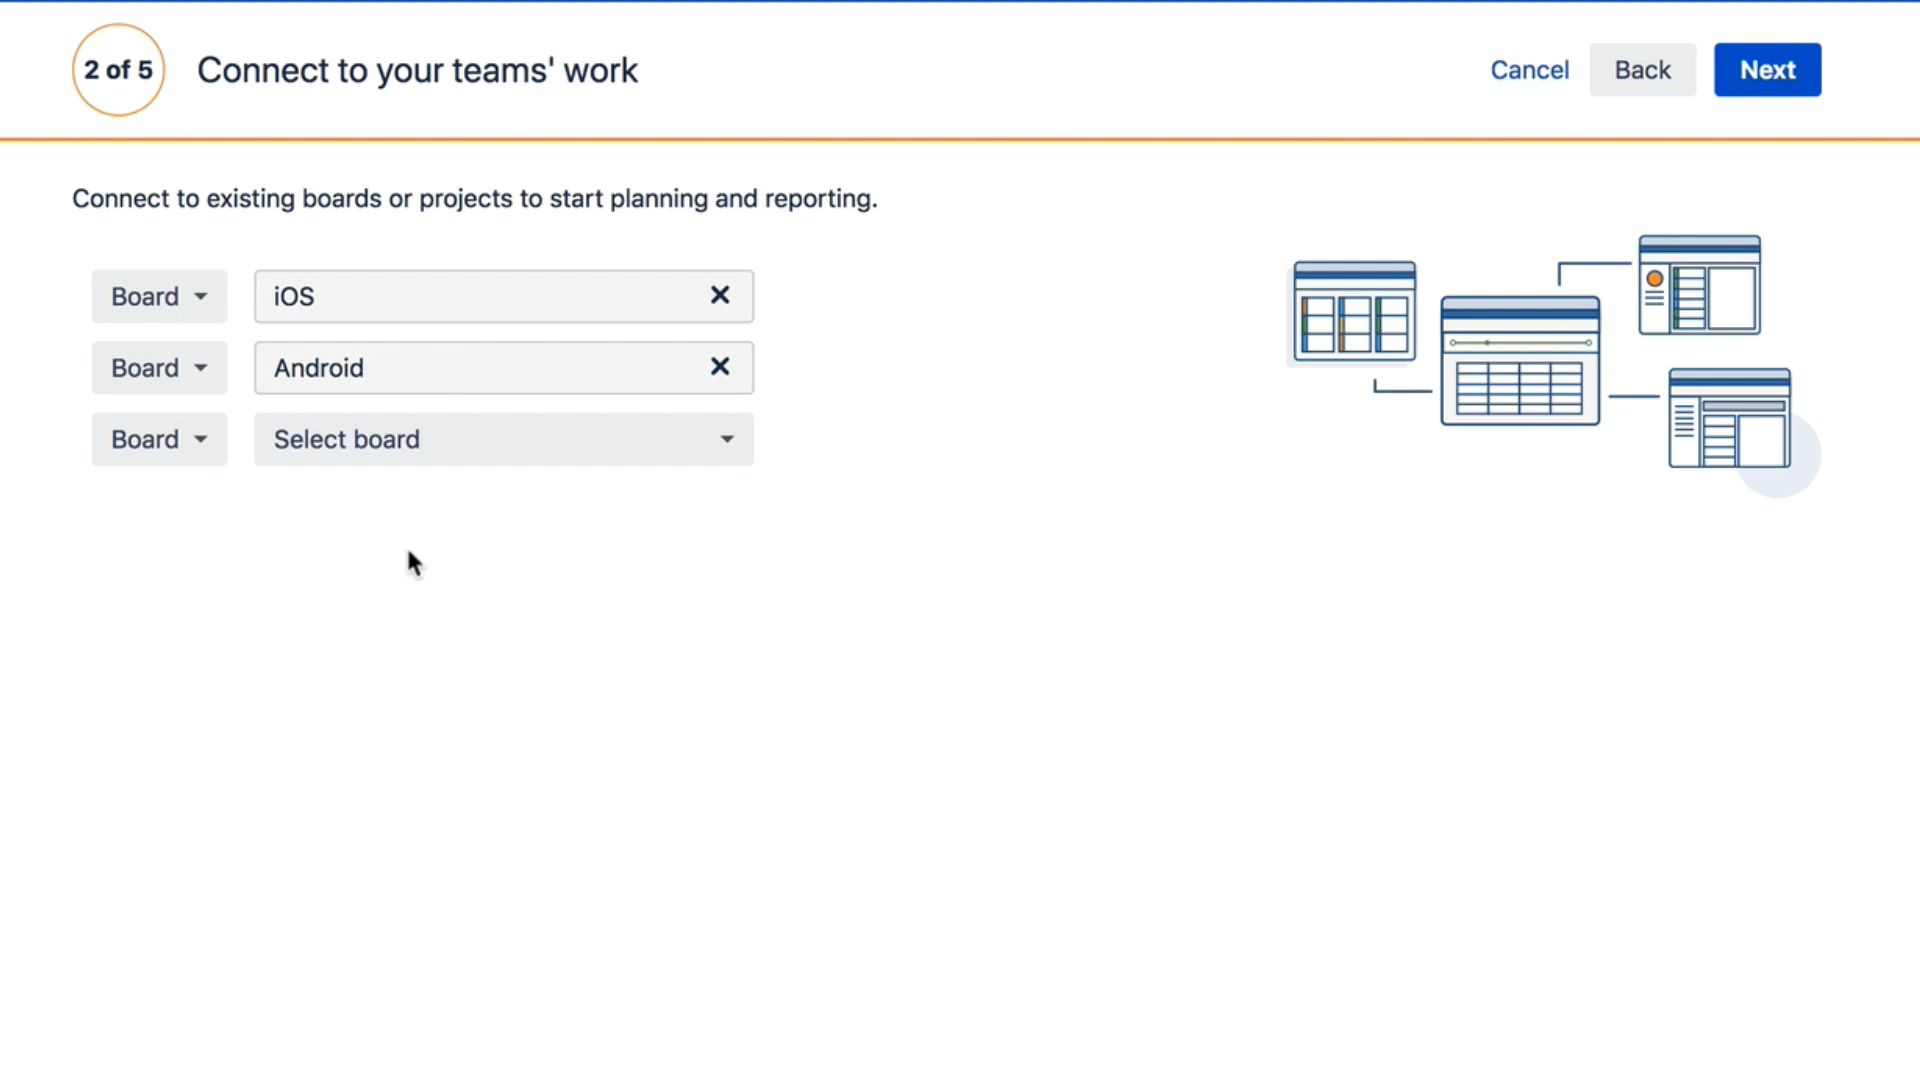 2 of 5
Connect to your teams' work
Cancel
Back
Next
Connect to existing boards or projects to start planning and reporting.
Board
iOS
Board
Android
Board
Select board